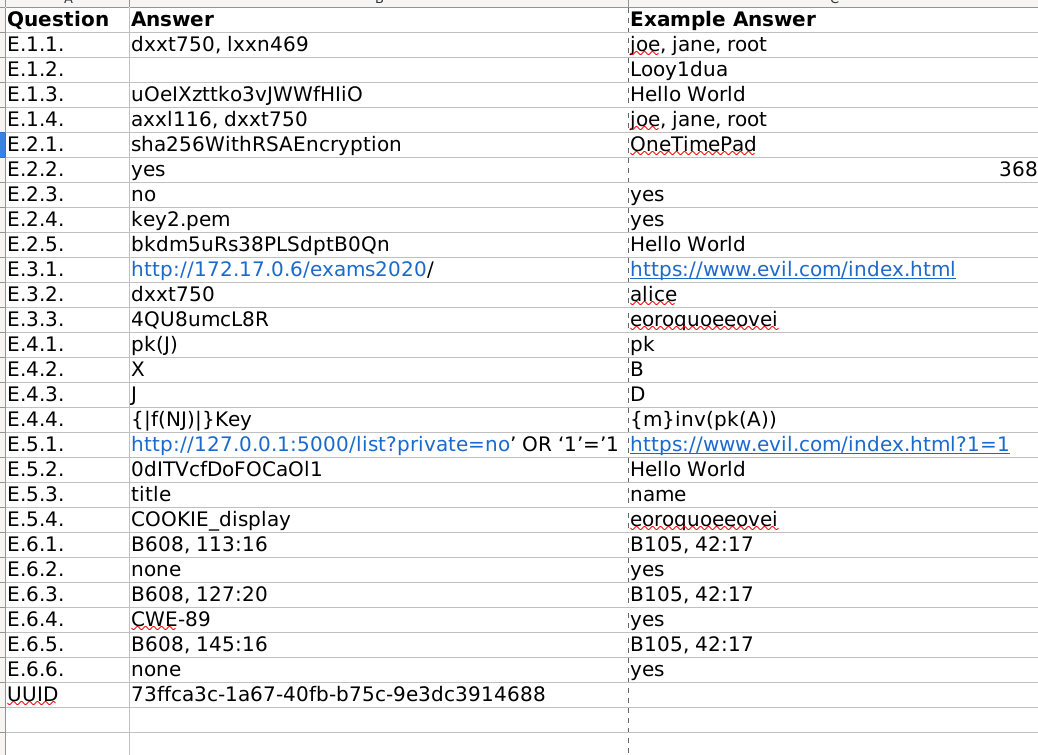 Question Answer Example Answer
E.1.1. dxxt750, lxxn469 joe, jane, root
E.1.2. Looy1dua
E.1.3. uOeIXzttko3vJWWfHIiO Hello World
E.1.4. axxl116, dxxt750 joe, jane, root
E.2.1. sha256WithRSAEncryption OneTimePad
E.2.2. yes 368
E.2.3. no yes
E.2.4. key2.pem yes
E.2.5. bkdm5uRs38PLSdptB0Qn Hello World
E.3.1. http://172.17.0.6/exams2020/ https://www.evil.com/index.html
E.3.2. dxxt750 alice
E.3.3. 4QU8umcL8R eoroquoeeovei
E.4.1. pk(J) pk
E.4.2. X B
E.4.3. J D
E.4.4. {|f(NJ)|}Key {m}inv(pk(A))
E.5.1. http://127.0.0.1:5000/list?private=no’ OR ‘1’=’1 https://www.evil.com/index.html?1=1
E.5.2. 0dITVcfDoFOCaOl1 Hello World
E.5.3. title name
E.5.4. COOKIE_display eoroquoeeovei
E.6.1. B608, 113:16 B105, 42:17
E.6.2. none yes
E.6.3. B608, 127:20 B105, 42:17
E.6.4. CWE-89 yes
E.6.5. B608, 145:16 B105, 42:17
E.6.6. none yes
UUID 73ffca3c-1a67-40fb-b75c-9e3dc3914688